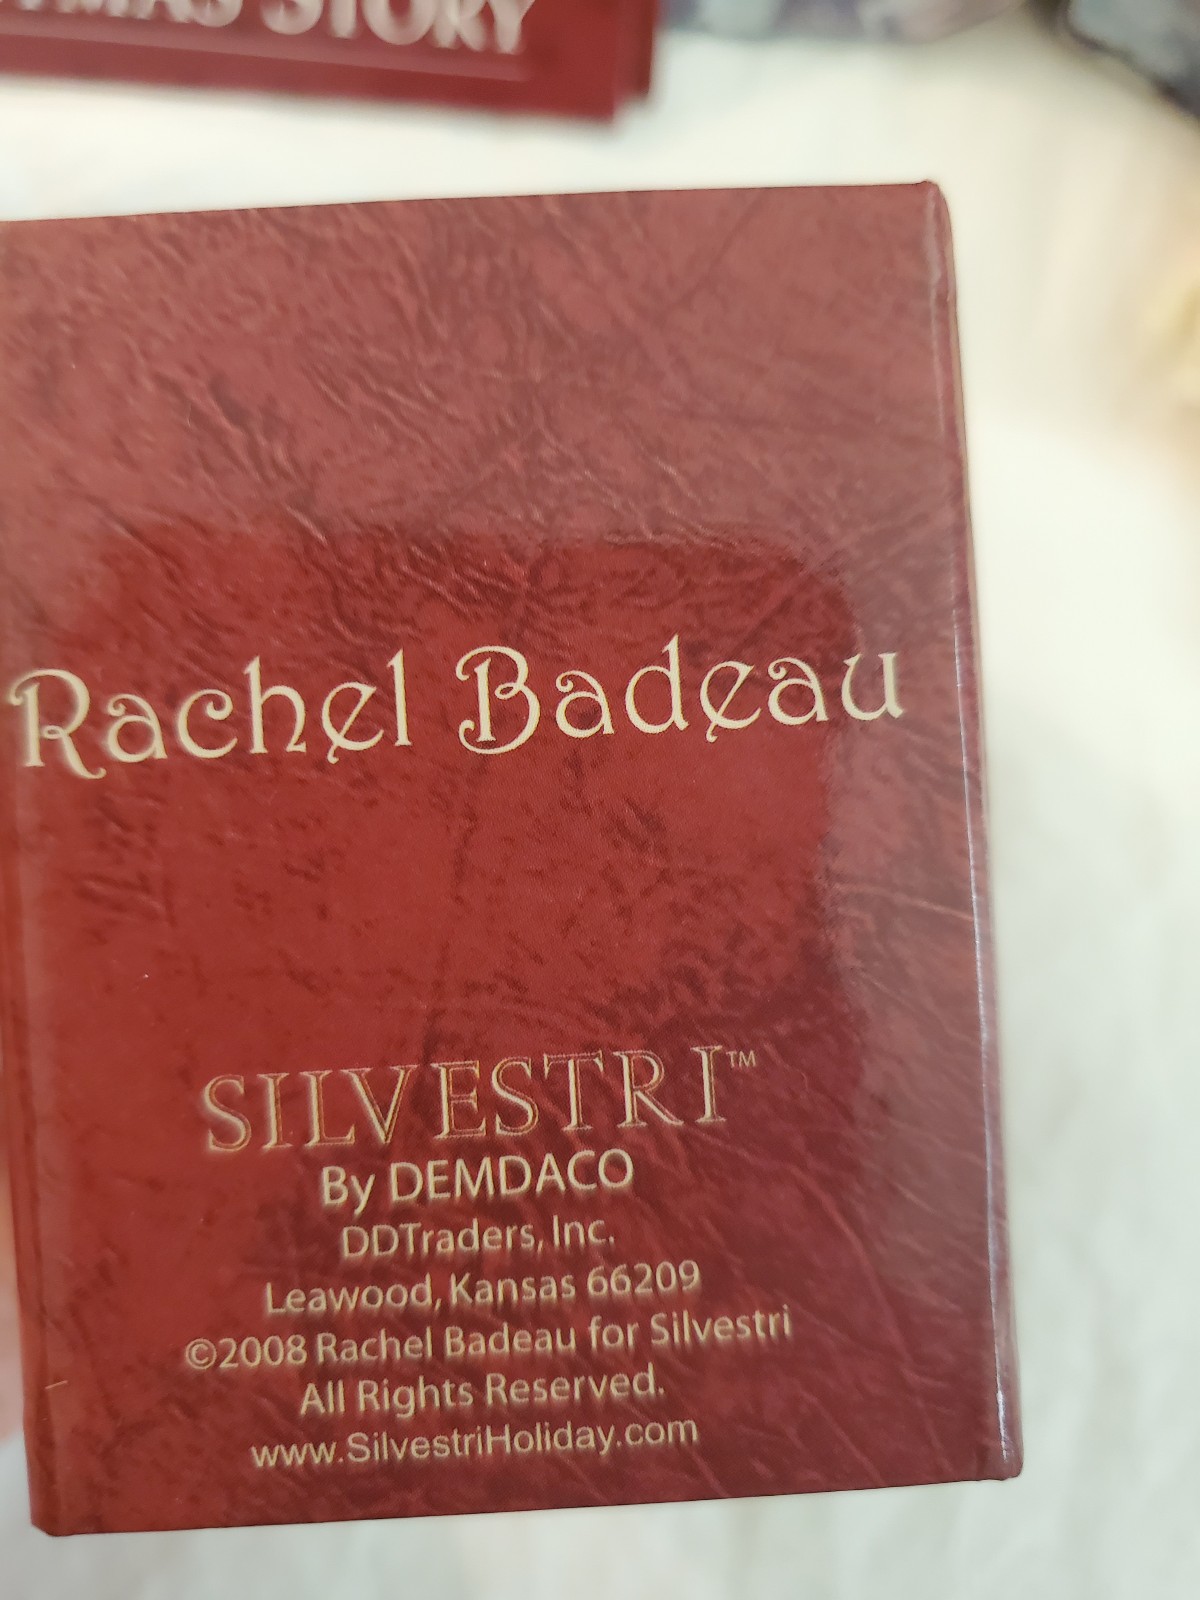 STORY
Rachel Badeau
SILVESTRI™
By DEMDACO
DDTraders, Inc.
Leawood, Kansas 66209
©2008 Rachel Badeau for Silvestri
All Rights Reserved.
www.SilvestriHoliday.com